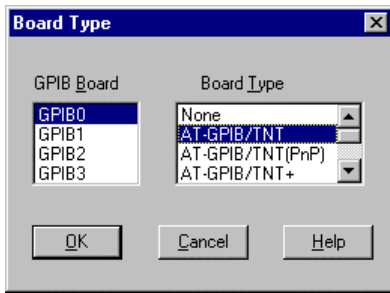 Board Type
GPIB Board
Board Type
GPIB0
GPIB1
GPIB2
GPIB3
None
AT-GPIB/TNT
AT-GPIB/TNT(PnP)
AT-GPIB/TNT+
OK
Cancel
Help